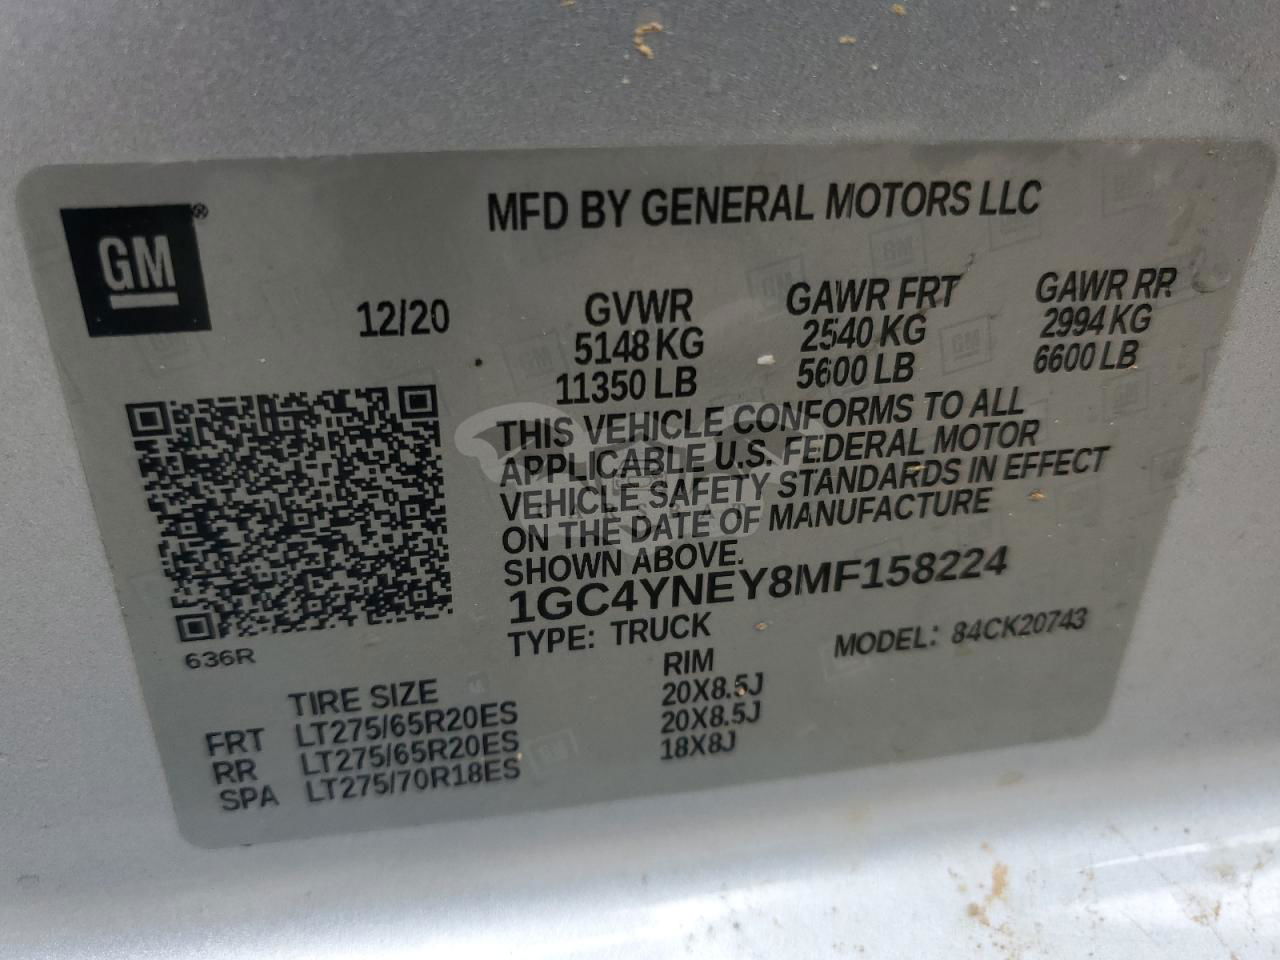 GM®
MFD BY GENERAL MOTORS LLC
12/20
GVWR GAWR FRT GAWR RR
5148 KG 2540 KG 2994 KG
11350 LB 5600 LB 6600 LB
THIS VEHICLE CONFORMS TO ALL
APPLICABLE U.S. FEDERAL MOTOR
VEHICLE SAFETY STANDARDS IN EFFECT
ON THE DATE OF MANUFACTURE
SHOWN ABOVE.
1GC4YNEY8MF158224
TYPE: TRUCK MODEL: 84CK20743
636R
TIRE SIZE RIM
FRT LT275/65R20ES 20X8.5J
RR LT275/65R20ES 20X8.5J
SPA LT275/70R18ES 18X8J